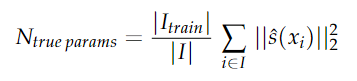 N_{true params} = \frac{|I_{train}|}{|I|} \sum_{i \in I} ||\hat{s}(x_i)||_2^2